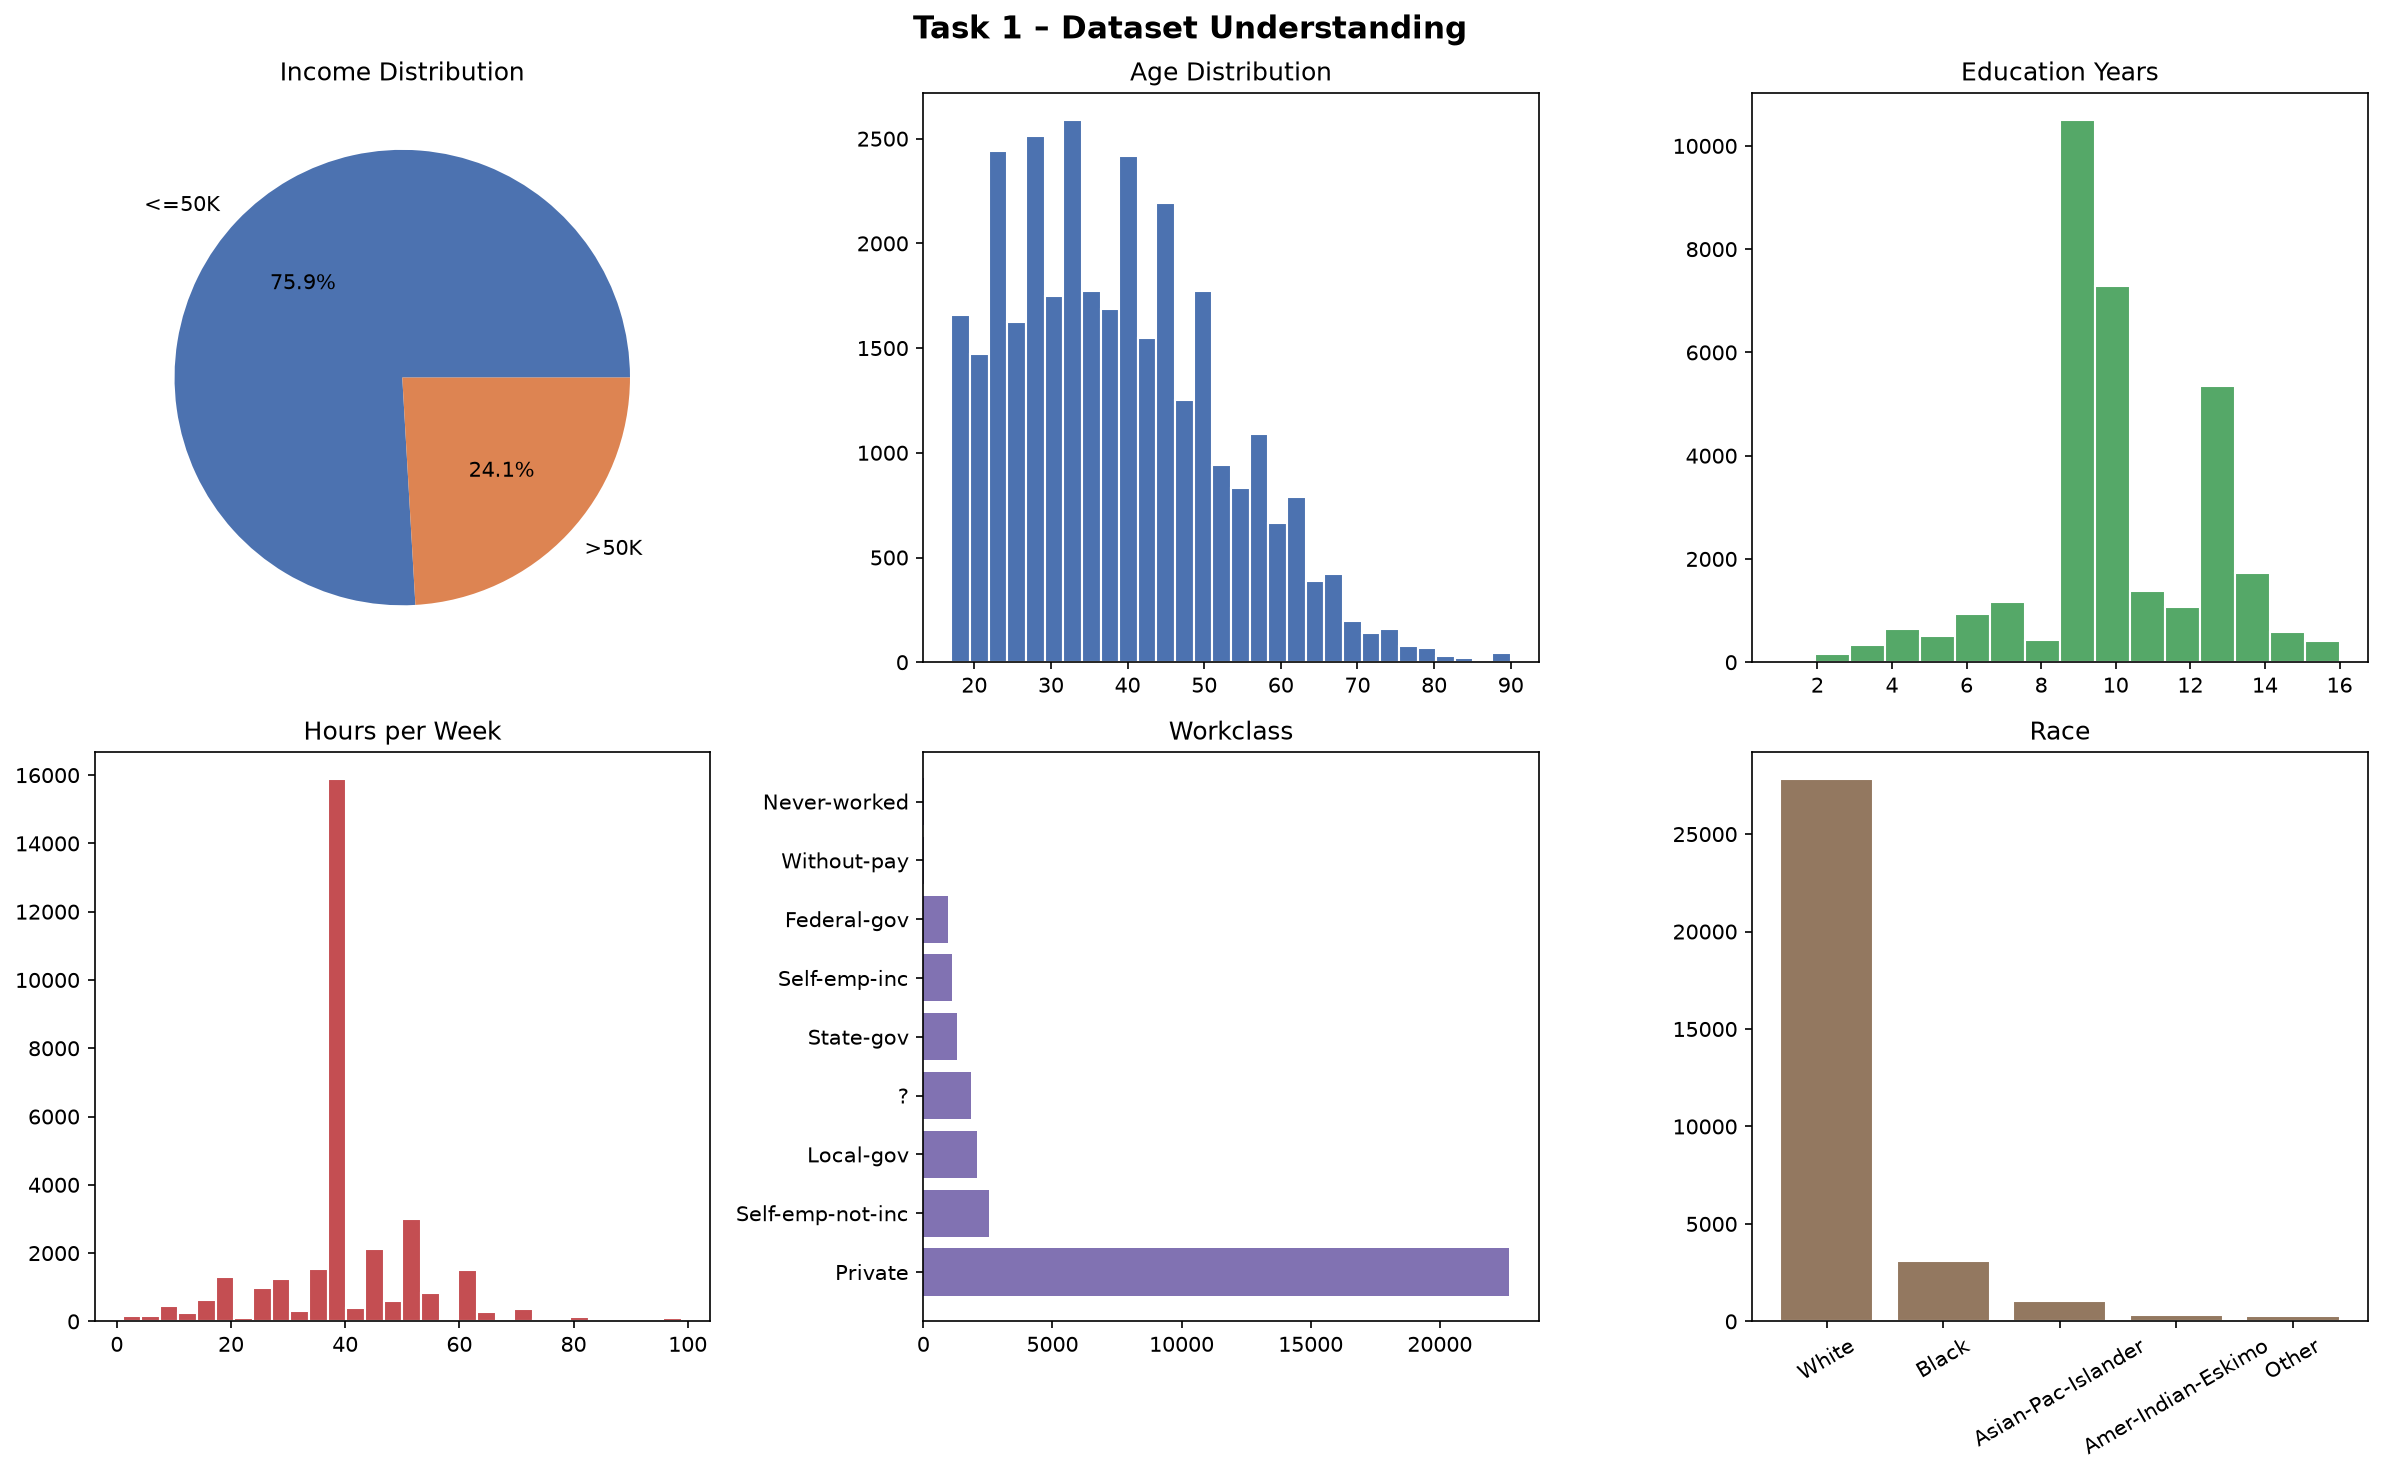 Task 1 – Dataset Understanding
Income Distribution
<=50K
75.9%
24.1%
>50K
Age Distribution
2500
2000
1500
1000
500
0
20 30 40 50 60 70 80 90
Education Years
10000
8000
6000
4000
2000
0
2 4 6 8 10 12 14 16
Hours per Week
16000
14000
12000
10000
8000
6000
4000
2000
0
0 20 40 60 80 100
Workclass
Never-worked
Without-pay
Federal-gov
Self-emp-inc
State-gov
?
Local-gov
Self-emp-not-inc
Private
0 5000 10000 15000 20000
Race
25000
20000
15000
10000
5000
0
White
Black
Asian-Pac-Islander
Amer-Indian-Eskimo
Other